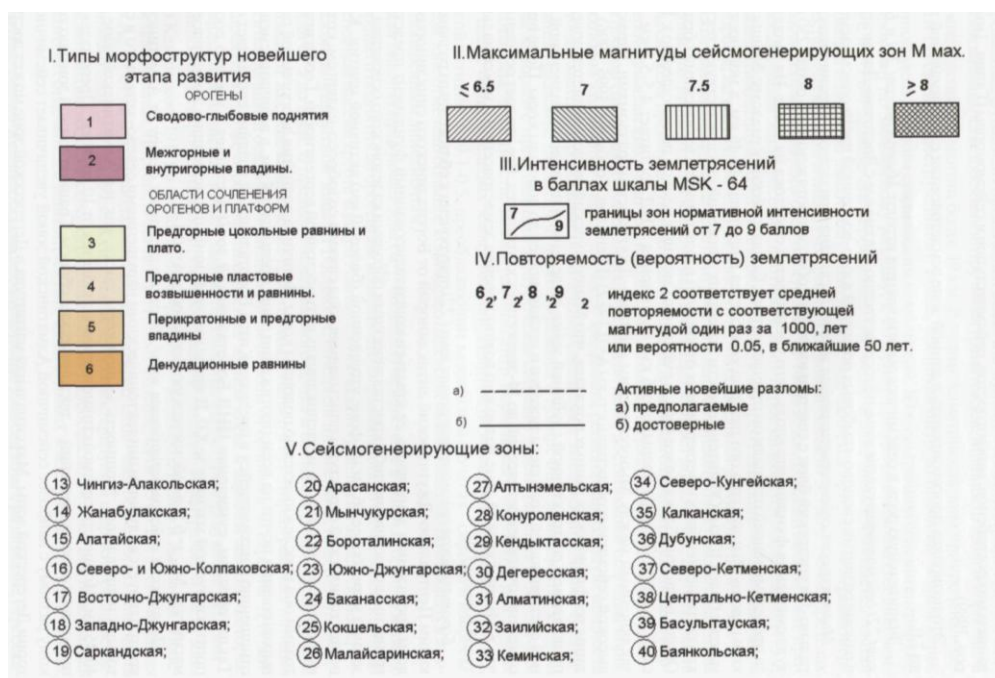 I.Типы морфоструктур новейшего
этапа развития
ОРОГЕНЫ
1
Сводово-глыбовые поднятия
2
Межгорные и
внутригорные впадины.
ОБЛАСТИ СОЧЛЕНЕНИЯ
ОРОГЕНОВ И ПЛАТФОРМ
3
Предгорные цокольные равнины и
плато.
4
Предгорные пластовые
возвышенности и равнины.
5
Перикратонные и предгорные
впадины
6
Денудационные равнины
II.Максимальные магнитуды сейсмогенерирующих зон М мах.
≤ 6.5 7 7.5 8 ≥ 8
III.Интенсивность землетрясений
в баллах шкалы MSK - 64
7 9
границы зон нормативной интенсивности
землетрясений от 7 до 9 баллов
IV.Повторяемость (вероятность) землетрясений
6₂, 7₂, 8₂, 9₂
индекс 2 соответствует средней
повторяемости с соответствующей
магнитудой один раз за 1000, лет
или вероятности 0.05, в ближайшие 50 лет.
а)
б)
Активные новейшие разломы:
а) предполагаемые
б) достоверные
V.Сейсмогенерирующие зоны:
13 Чингиз-Алакольская;
14 Жанабулакская;
15 Алатайская;
16 Северо- и Южно-Колпаковская;
17 Восточно-Джунгарская;
18 Западно-Джунгарская;
19 Саркандская;
20 Арасанская;
21 Мынчукурская;
22 Бороталинская;
23 Южно-Джунгарская;
24 Баканасская;
25 Кокшельская;
26 Малайсаринская;
27 Алтынэмельская;
28 Конуроленская;
29 Кендыктасская;
30 Дегересская;
31 Алматинская;
32 Заилийская;
33 Кеминская;
34 Северо-Кунгейская;
35 Калканская;
36 Дубунская;
37 Северо-Кетменская;
38 Центрально-Кетменская;
39 Басулытауская;
40 Баянкольская;